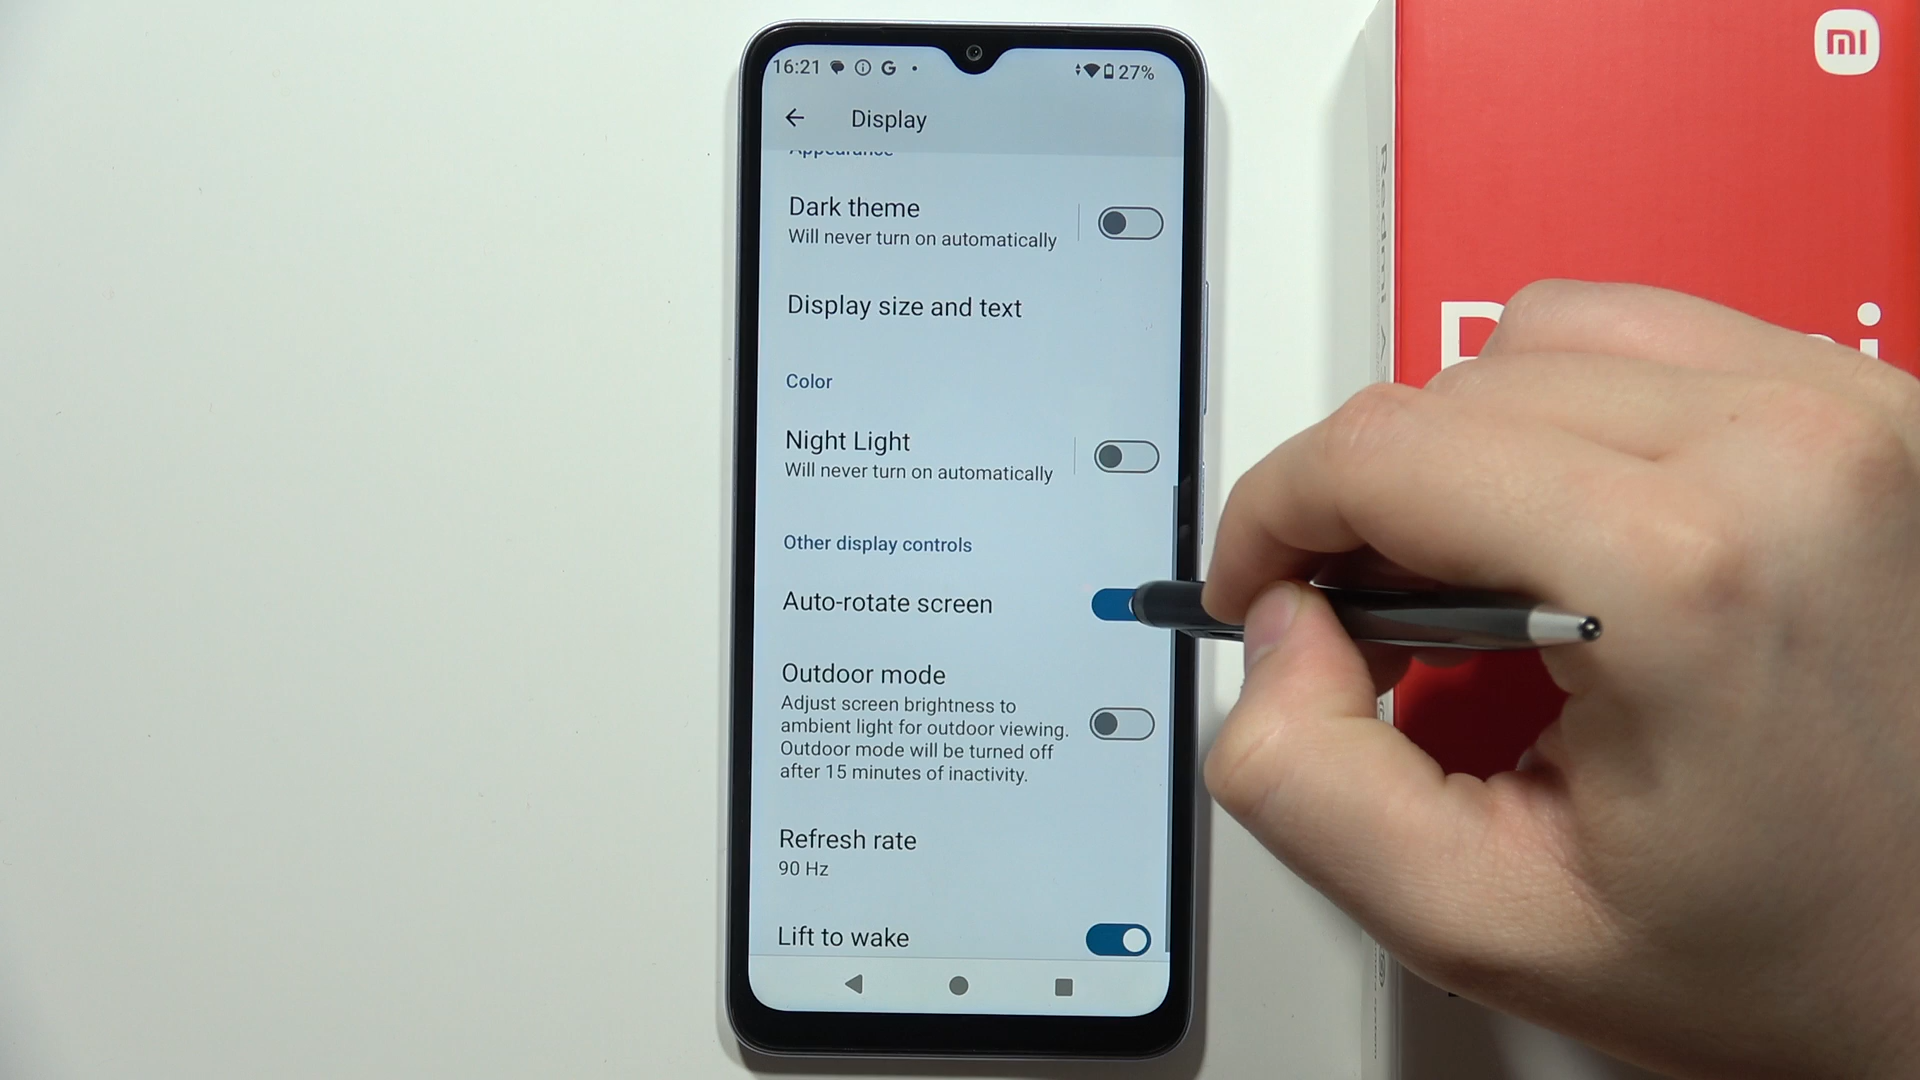 16:21 G 27%
Display
Appearance
Dark theme
Will never turn on automatically
Display size and text
Color
Night Light
Will never turn on automatically
Other display controls
Auto-rotate screen
Outdoor mode
Adjust screen brightness to
ambient light for outdoor viewing.
Outdoor mode will be turned off
after 15 minutes of inactivity.
Refresh rate
90 Hz
Lift to wake
mi
Redmi